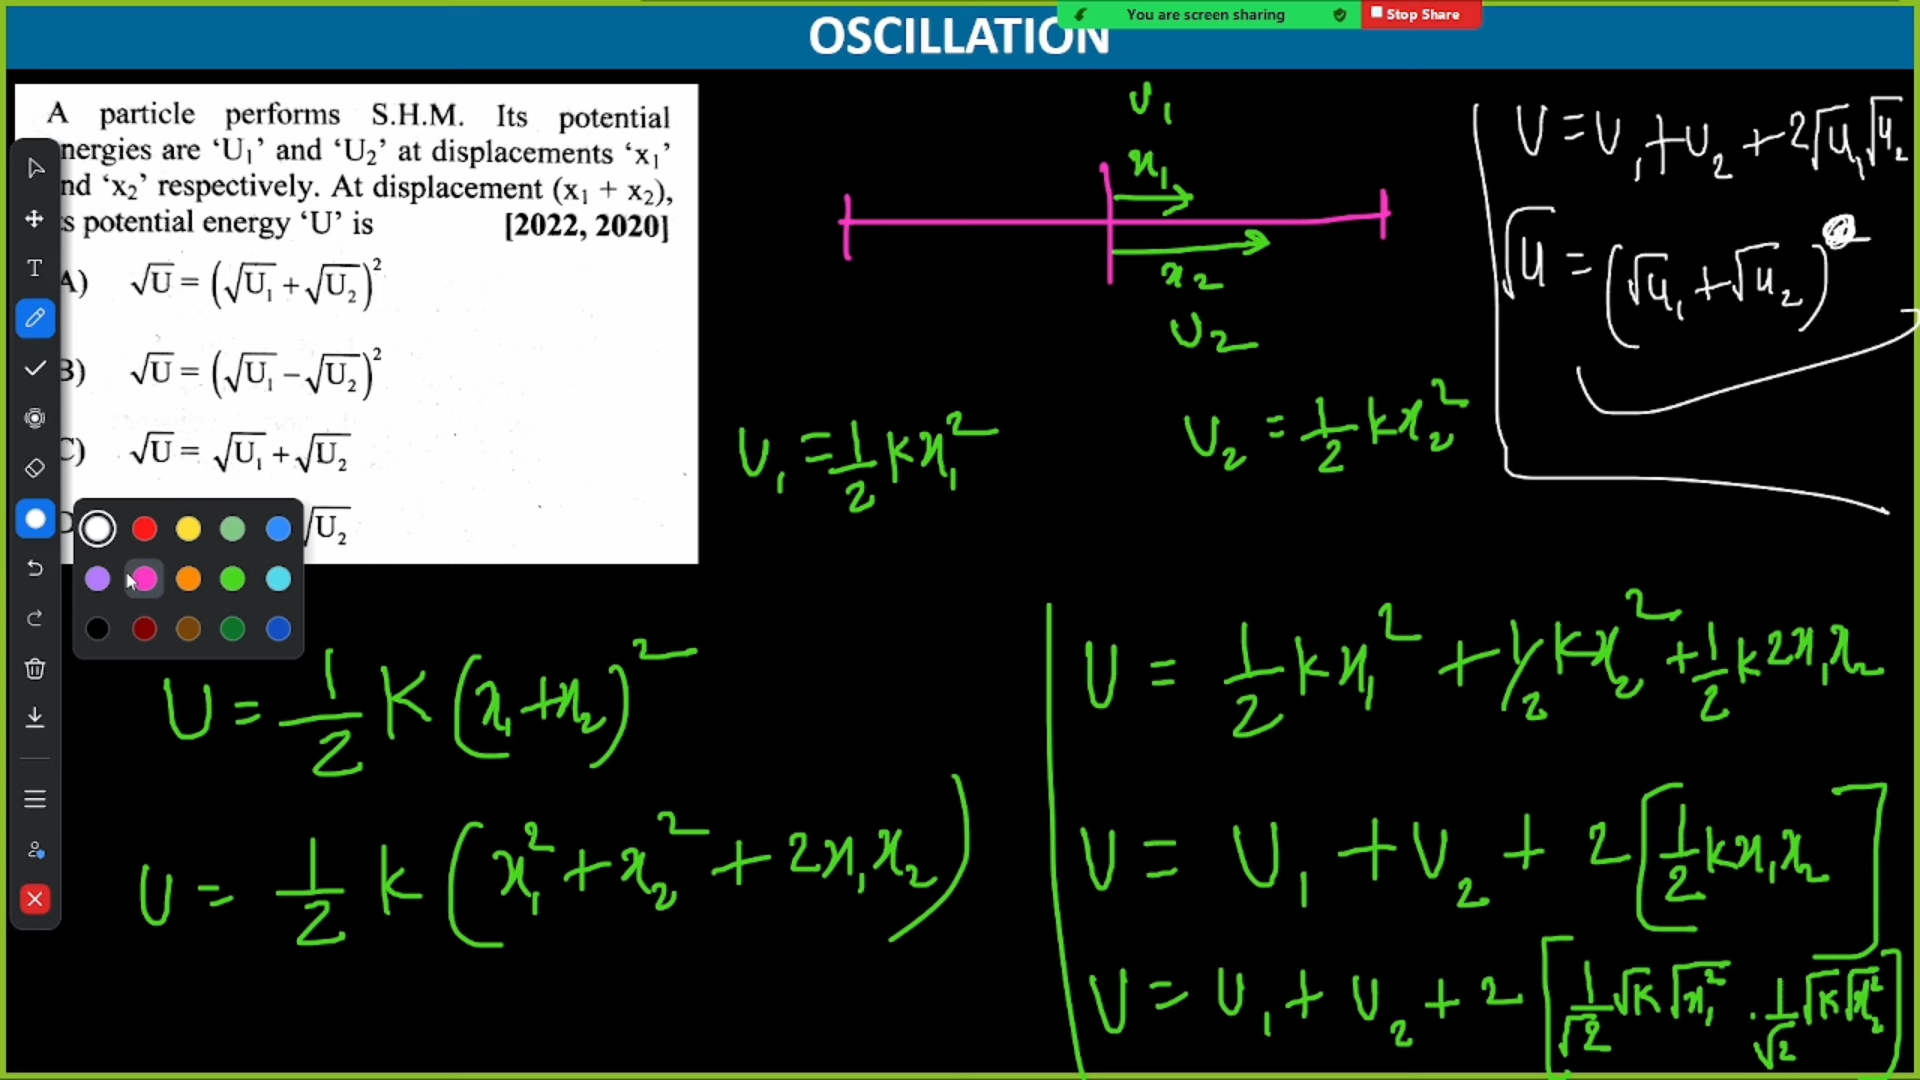 OSCILLATION
You are screen sharing
Stop Share
A particle performs S.H.M. Its potential
nergies are ‘U₁’ and ‘U₂’ at displacements ‘x₁’
nd ‘x₂’ respectively. At displacement (x₁ + x₂),
s potential energy ‘U’ is [2022, 2020]
A) √U = (√U₁ + √U₂)²
B) √U = (√U₁ − √U₂)²
C) √U = √U₁ + √U₂
√U₂
U₁
x₁
x₂
U₂
U₁ = 1/2 kx₁²
U₂ = 1/2 kx₂²
U = U₁ + U₂ + 2√U₁ √U₂
√U = (√U₁ + √U₂)
U = 1/2 K (x₁+x₂)²
U = 1/2 k (x₁² + x₂² + 2x₁x₂)
U = 1/2 kx₁² + 1/2 kx₂² + 1/2 k2x₁x₂
U = U₁ + U₂ + 2[1/2 kx₁x₂]
U = U₁ + U₂ + 2[1/√2 √K √x₁² . 1/√2 √K √x₂²]